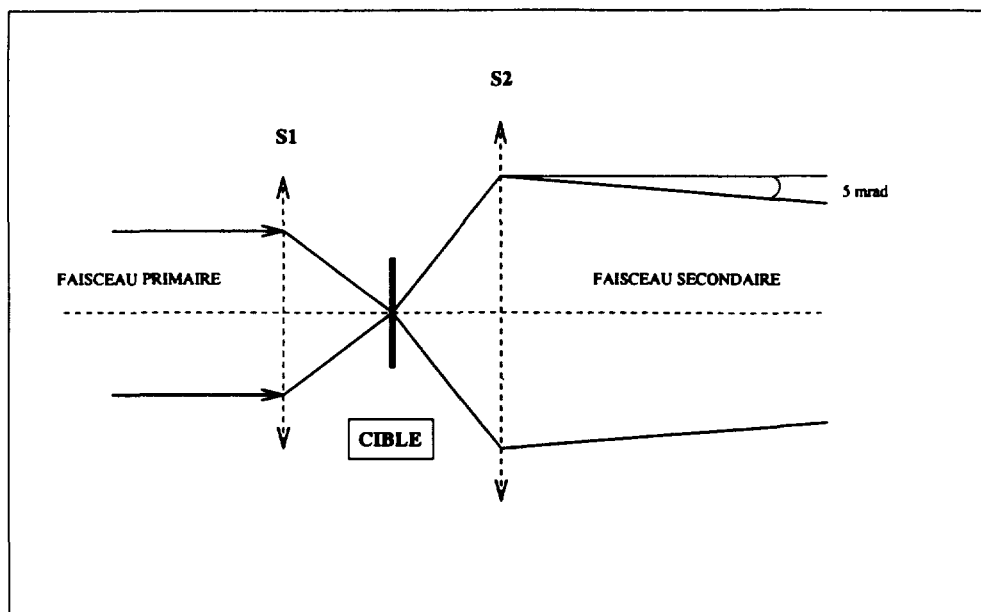 S2
S1
5 mrad
FAISCEAU PRIMAIRE
FAISCEAU SECONDAIRE
CIBLE